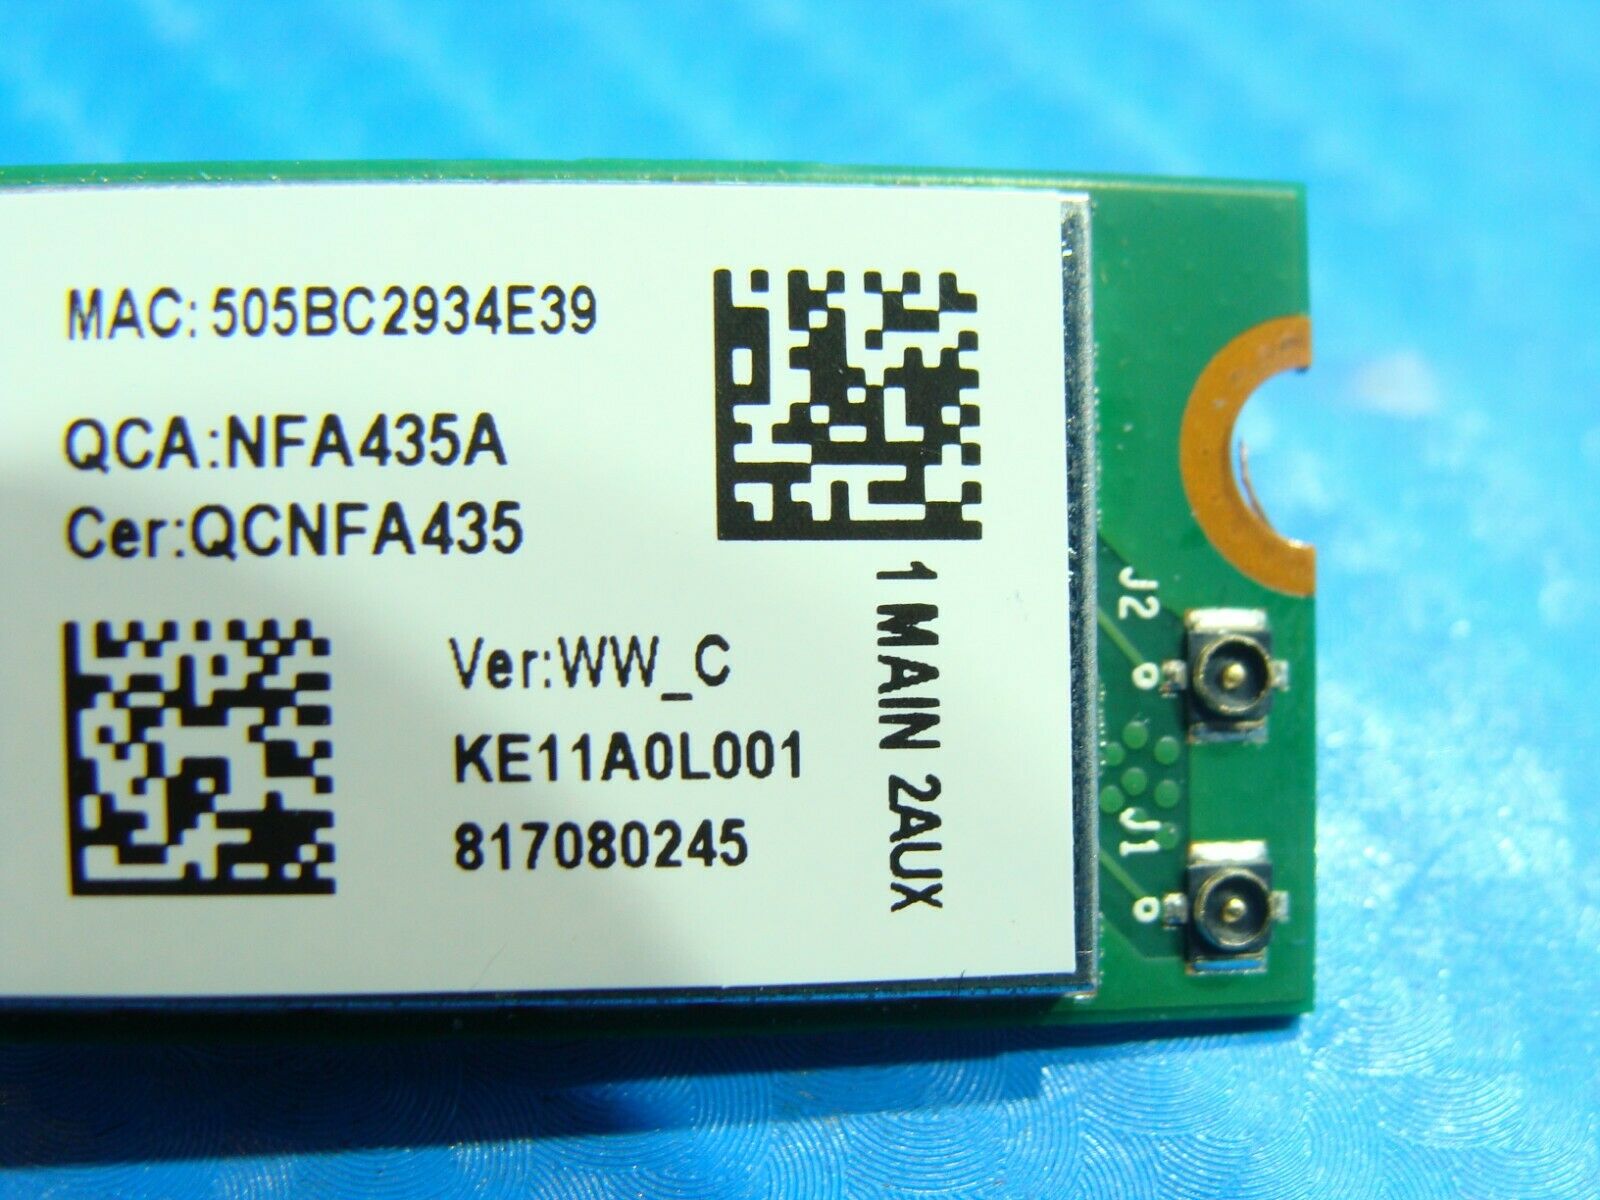 MAC: 505BC2934E39
QCA:NFA435A
Cer:QCNFA435
Ver:WW_C
KE11A0L001
817080245
1 MAIN 2AUX
J2
J1